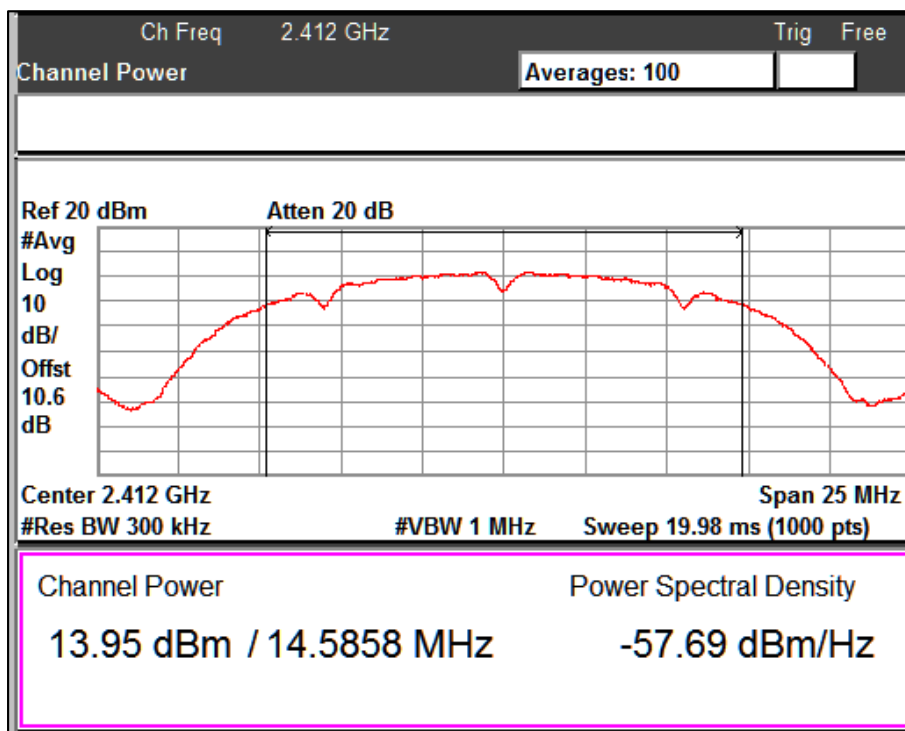 Ch Freq 2.412 GHz Trig Free
Channel Power Averages: 100
Ref 20 dBm Atten 20 dB
#Avg
Log
10
dB/
Offst
10.6
dB
Center 2.412 GHz Span 25 MHz
#Res BW 300 kHz #VBW 1 MHz Sweep 19.98 ms (1000 pts)
Channel Power Power Spectral Density
13.95 dBm / 14.5858 MHz -57.69 dBm/Hz